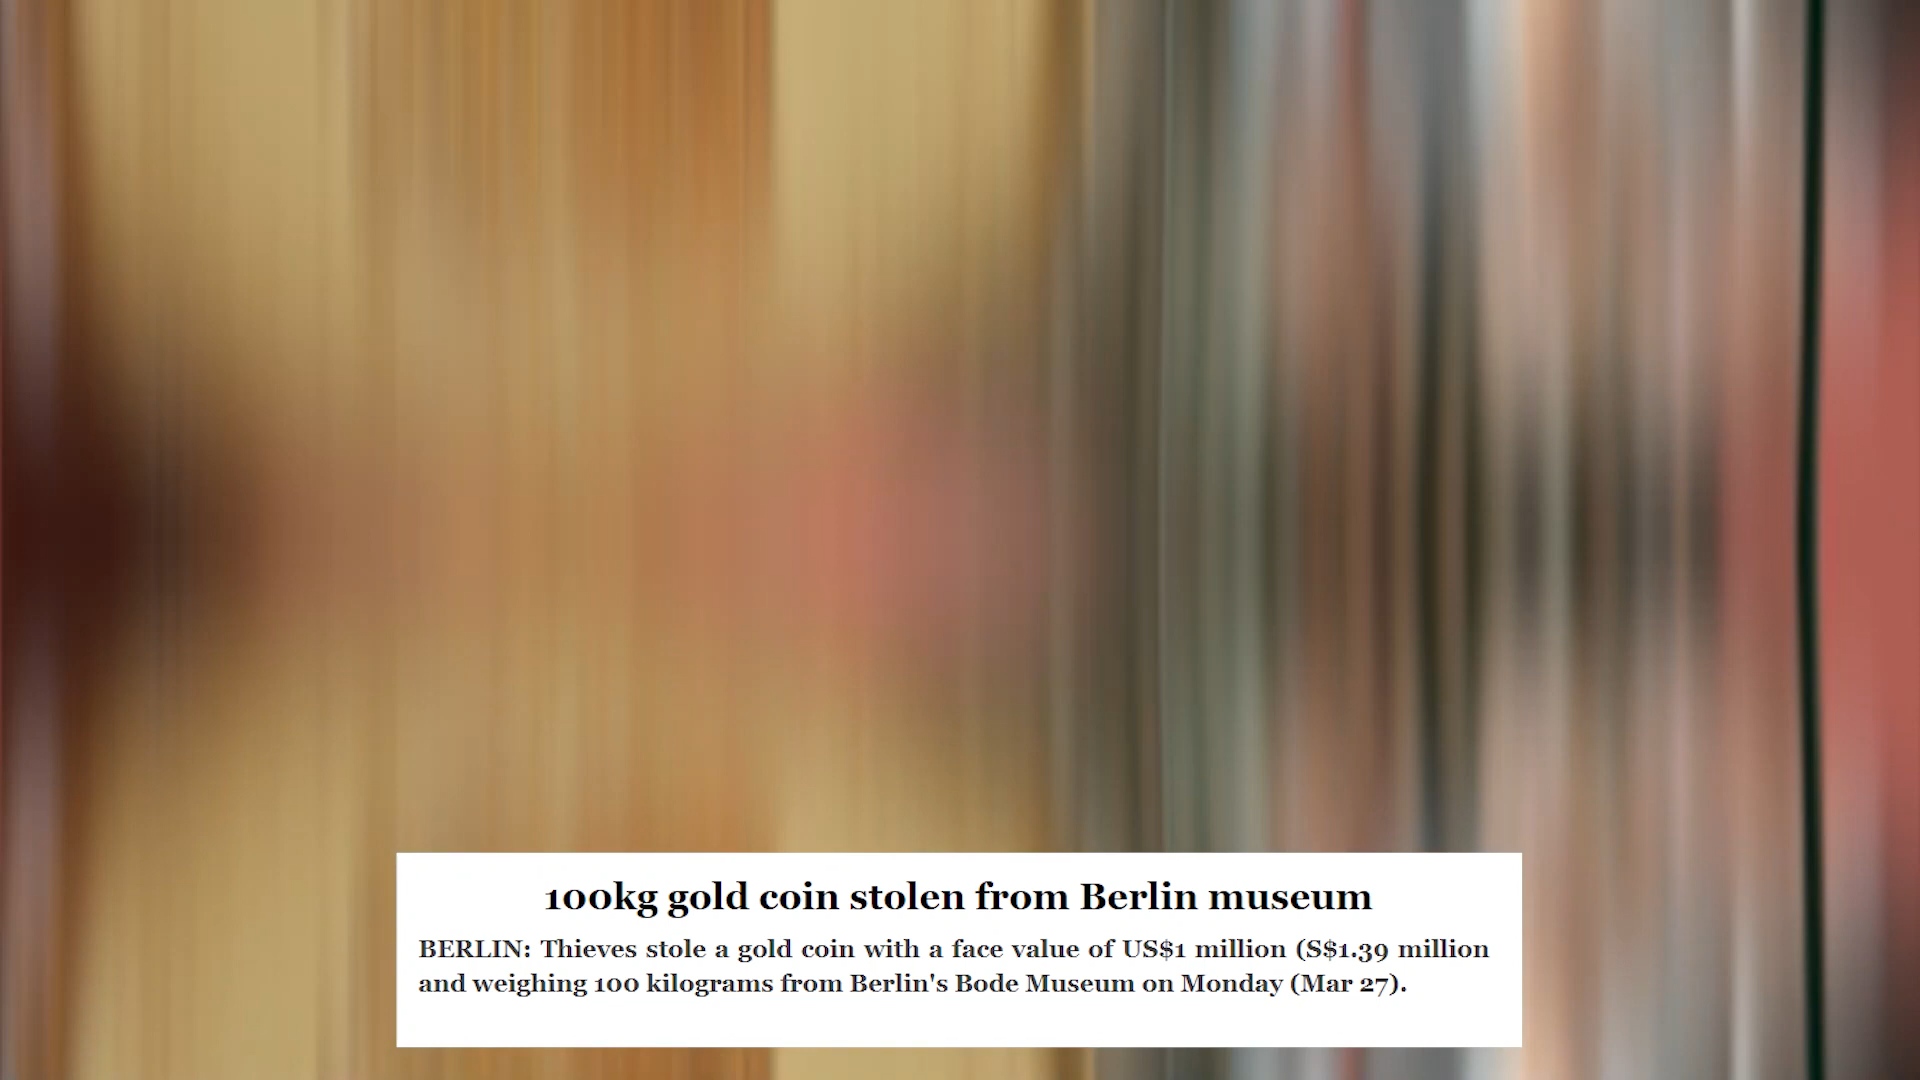 100kg gold coin stolen from Berlin museum
BERLIN: Thieves stole a gold coin with a face value of US$1 million (S$1.39 million
and weighing 100 kilograms from Berlin's Bode Museum on Monday (Mar 27).